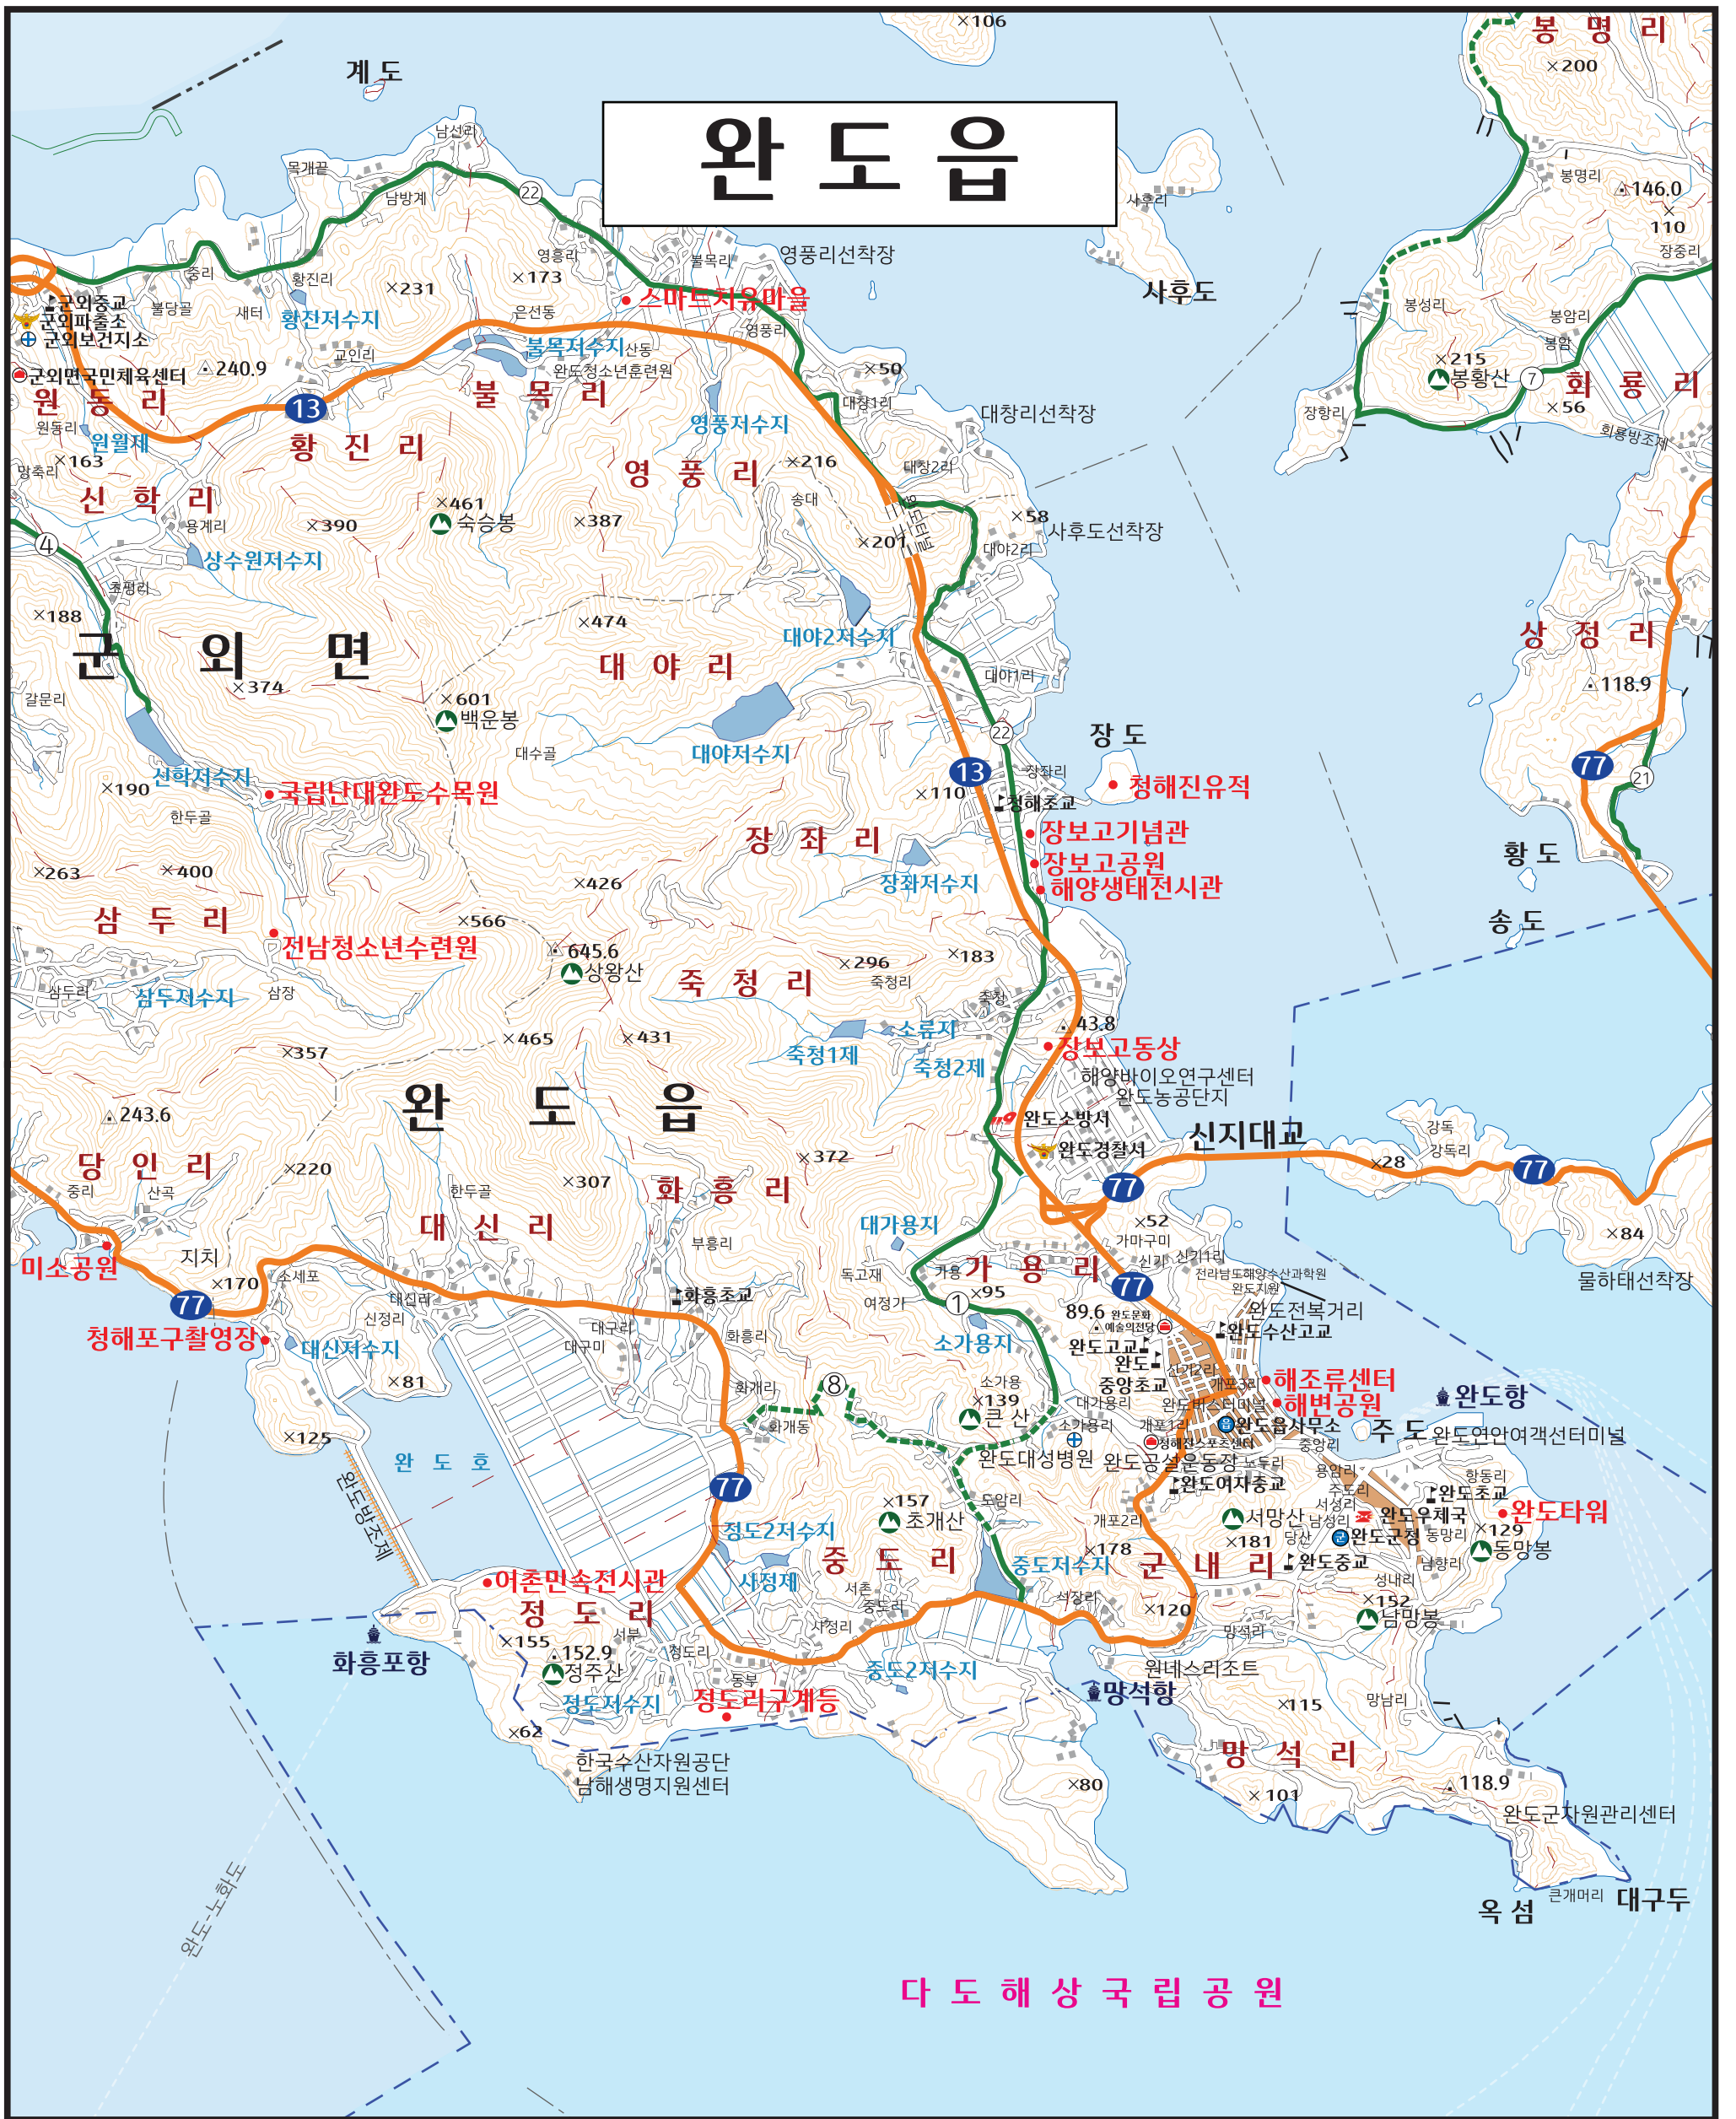 완도읍
×106
봉 명 리
×200
계 도
남선리
목개끝
남방계
22
봉명리
146.0
×
110
장중리
사후리
영흥리
불목리
영풍리선착장
중리
황진리
×231
×173
사후도
스마트치유마을
군외중교
군외파출소
군외보건지소
불당골
새터
황진저수지
은선동
영풍리
봉성리
봉암리
봉암
교인리
불목저수지
산동
×215
봉황산
7
회 룡 리
군외면국민체육센터
240.9
완도청소년훈련원
×50
원 동 리
13
불 목 리
대창1리
대창리선착장
장항리
×56
원동리
원월제
영풍저수지
회룡방조제
황 진 리
×163
망축리
영 풍 리
×216
대창2리
신 학 리
송대
완도터널
×461
숙승봉
용계리
×390
×387
×58
사후도선착장
×201
대야2리
4
상수원저수지
초평리
×188
×474
대야2저수지
상 정 리
군 외 면
대 야 리
대야1리
118.9
×374
갈문리
×601
백운봉
대수골
대야저수지
22
장 도
신학저수지
13
장좌리
77
21
×190
국립난대완도수목원
×110
청해초교
청해진유적
한두골
장 좌 리
장보고기념관
장보고공원
황 도
×263
×400
×426
장좌저수지
해양생태전시관
삼 두 리
×566
송 도
전남청소년수련원
645.6
상왕산
×296
×183
삼두리
삼두저수지
삼장
죽 청 리
죽청리
죽청
소류지
43.8
×465
×431
죽청1제
장보고동상
×357
죽청2제
해양바이오연구센터
완도농공단지
완 도 읍
243.6
완도소방서
신지대교
강독
강독리
완도경찰서
당 인 리
×220
×372
×28
77
77
중리
산곡
한두골
×307
화 흥 리
대 신 리
대가용지
×52
×84
미소공원
지치
부흥리
가마구미
신기
신기1리
소세포
독고재
가용
가 용 리
전라남도해양수산과학원
완도지원
물하태선착장
×170
77
77
대신리
화흥초교
여정가
1
×95
완도전복거리
신정리
89.6
완도문화
예술의전당
청해포구촬영장
대신저수지
대구리
대구미
화흥리
소가용지
완도고교
완도수산고교
완도
중앙초교
신기2리
×81
화개리
8
소가용
×139
큰 산
개포3리
해조류센터
해변공원
완도항
화개동
대가용리
완도버스터미널
×125
소가용리
개포1리
읍
완도읍사무소
주 도
완도연안여객선터미널
완 도 호
완도대성병원
청해진스포츠센터
완도공설운동장
노두리
중앙리
완도방조제
77
완도여자중교
용암리
항동리
×157
초개산
도암리
주도리
서성리
완도초교
정도2저수지
개포2리
서망산
남성리
완도우체국
완도타워
×181
당산
군
완도군청
동망리
×129
동망봉
중 도 리
중도저수지
×178
군 내 리
완도중교
남항리
어촌민속전시관
사정제
서촌
성내리
중도리
석장리
×120
×152
남망봉
정 도 리
사정리
망석리
화흥포항
×155
서부
152.9
정주산
정도리
중도2저수지
원네스리조트
정도저수지
동부
정도리구계등
망석항
×115
망남리
×62
한국수산자원공단
남해생명지원센터
망 석 리
×80
118.9
×101
완도군자원관리센터
완도-노화도
큰개머리
대구두
옥 섬
다 도 해 상 국 립 공 원